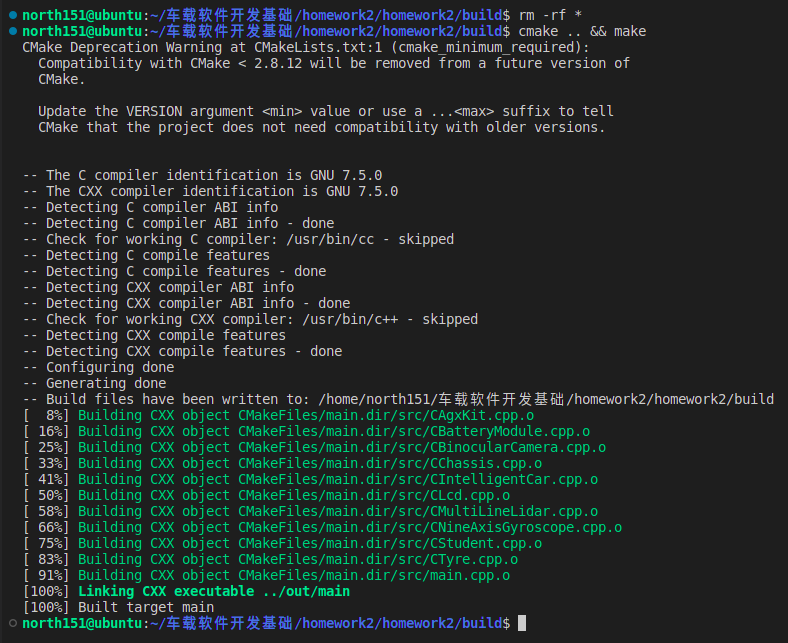 north151@ubuntu:~/车载软件开发基础/homework2/homework2/build$ rm -rf *
north151@ubuntu:~/车载软件开发基础/homework2/homework2/build$ cmake .. && make
CMake Deprecation Warning at CMakeLists.txt:1 (cmake_minimum_required):
  Compatibility with CMake < 2.8.12 will be removed from a future version of
  CMake.

  Update the VERSION argument <min> value or use a ...<max> suffix to tell
  CMake that the project does not need compatibility with older versions.


-- The C compiler identification is GNU 7.5.0
-- The CXX compiler identification is GNU 7.5.0
-- Detecting C compiler ABI info
-- Detecting C compiler ABI info - done
-- Check for working C compiler: /usr/bin/cc - skipped
-- Detecting C compile features
-- Detecting C compile features - done
-- Detecting CXX compiler ABI info
-- Detecting CXX compiler ABI info - done
-- Check for working CXX compiler: /usr/bin/c++ - skipped
-- Detecting CXX compile features
-- Detecting CXX compile features - done
-- Configuring done
-- Generating done
-- Build files have been written to: /home/north151/车载软件开发基础/homework2/homework2/build
[  8%] Building CXX object CMakeFiles/main.dir/src/CAgxKit.cpp.o
[ 16%] Building CXX object CMakeFiles/main.dir/src/CBatteryModule.cpp.o
[ 25%] Building CXX object CMakeFiles/main.dir/src/CBinocularCamera.cpp.o
[ 33%] Building CXX object CMakeFiles/main.dir/src/CChassis.cpp.o
[ 41%] Building CXX object CMakeFiles/main.dir/src/CIntelligentCar.cpp.o
[ 50%] Building CXX object CMakeFiles/main.dir/src/CLcd.cpp.o
[ 58%] Building CXX object CMakeFiles/main.dir/src/CMultiLineLidar.cpp.o
[ 66%] Building CXX object CMakeFiles/main.dir/src/CNineAxisGyroscope.cpp.o
[ 75%] Building CXX object CMakeFiles/main.dir/src/CStudent.cpp.o
[ 83%] Building CXX object CMakeFiles/main.dir/src/CTyre.cpp.o
[ 91%] Building CXX object CMakeFiles/main.dir/src/main.cpp.o
[100%] Linking CXX executable ../out/main
[100%] Built target main
north151@ubuntu:~/车载软件开发基础/homework2/homework2/build$